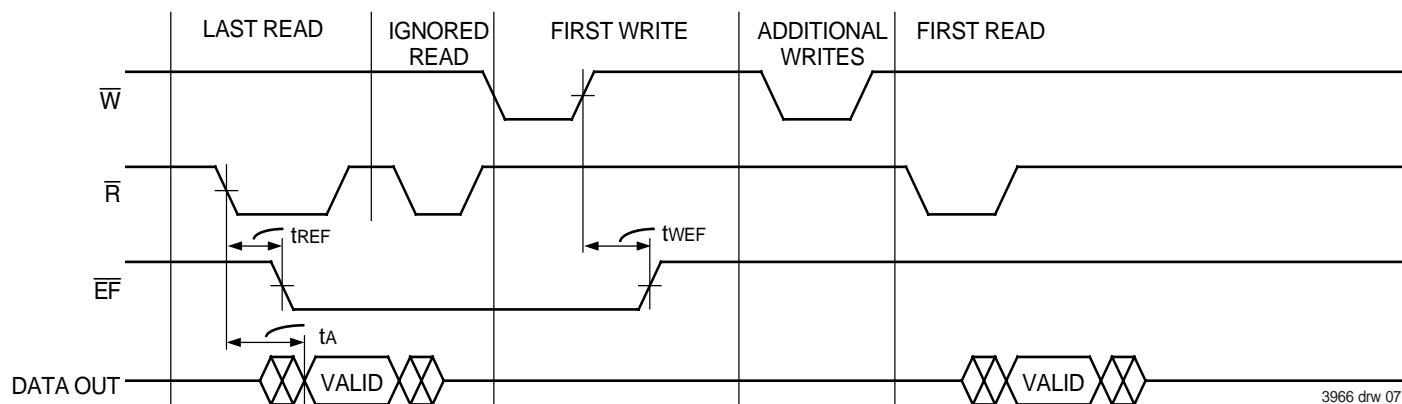 LAST READ
IGNORED
READ
FIRST WRITE
ADDITIONAL
WRITES
FIRST READ
W̅
R̅
tREF
tWEF
E̅F̅
tA
DATA OUT
VALID
VALID
3966 drw 07